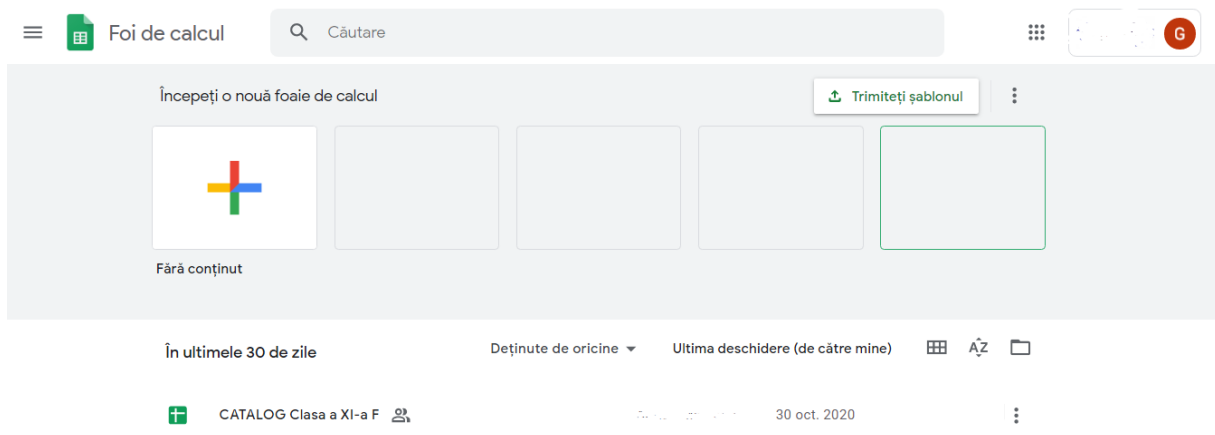 Foi de calcul
Căutare
G
Începeți o nouă foaie de calcul
Trimiteți șablonul
Fără conținut
În ultimele 30 de zile
Deținute de oricine
Ultima deschidere (de către mine)
AZ
CATALOG Clasa a XI-a F
30 oct. 2020